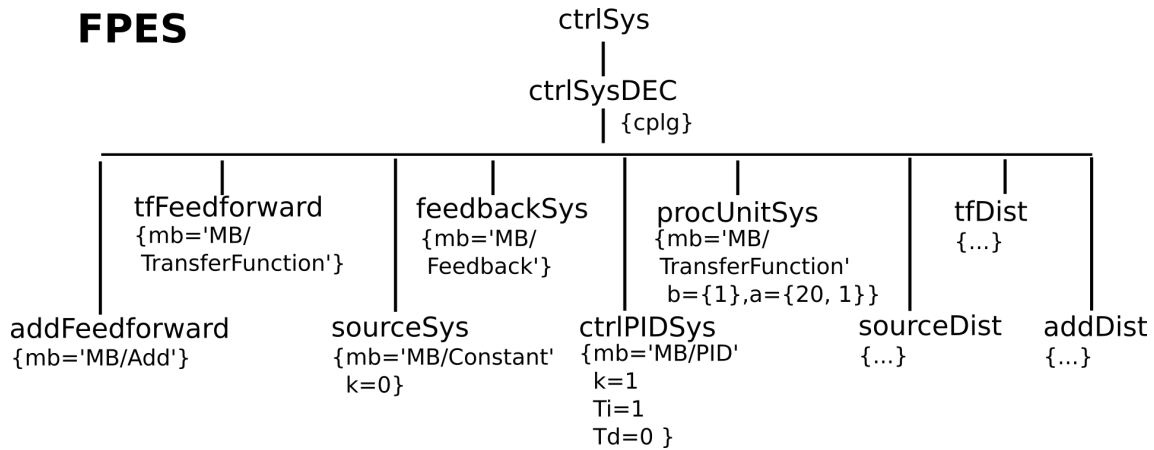 FPES
ctrlSys
ctrlSysDEC
{cplg}
tfFeedforward
{mb='MB/
TransferFunction'}
feedbackSys
{mb='MB/
Feedback'}
procUnitSys
{mb='MB/
TransferFunction'
b={1},a={20, 1}}
tfDist
{...}
addFeedforward
{mb='MB/Add'}
sourceSys
{mb='MB/Constant'
k=0}
ctrlPIDSys
{mb='MB/PID'
k=1
Ti=1
Td=0 }
sourceDist
{...}
addDist
{...}